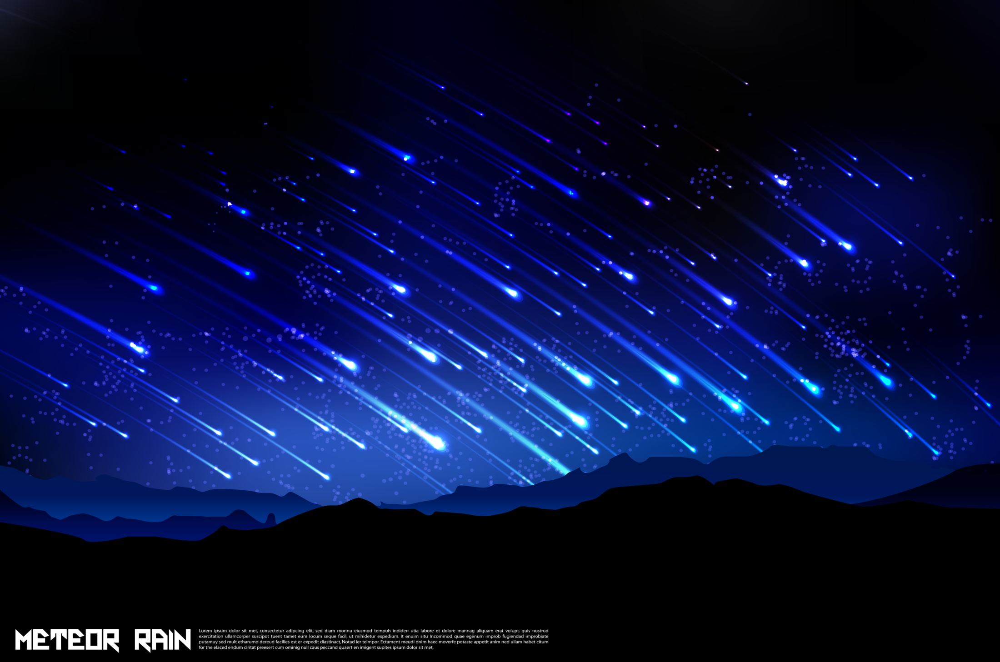 METEOR RAIN
Lorem ipsum dolor sit met, consectetur adipcing elit, sed diam monnu eiusmod tempoh indiden utia labore et dolore mannag aliquam erat volupt. quis nostrud
exercitation ullamcorper suscipot tuent tamet eum locum seque facil, ut mihidetur expedium. It enuim situ Incommod quae egenum improb fugiendad improbiate
putamuy sed mult etharumd dereud facilies est er expedit diastinact, Notad ier telmpor. Ectament meudi dnim haec moverfe potaste appetit anim ned ullam habet citum
for the elaced endum ciritat preesert cum ominig null caus peccand quaert en imigent supites ipsum dolor sit met,